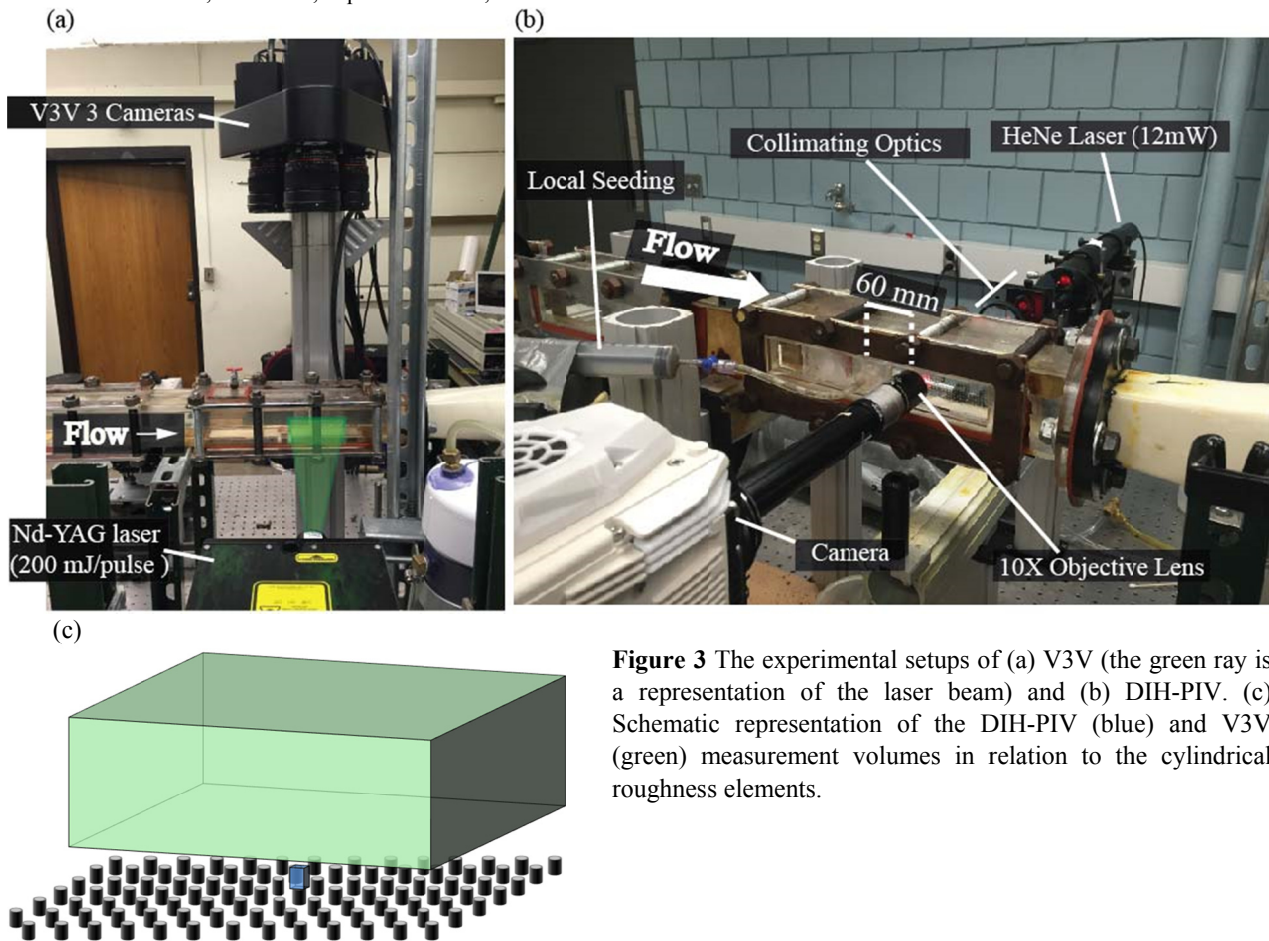 (a)
(b)
V3V 3 Cameras
Flow
Nd-YAG laser
(200 mJ/pulse )
Local Seeding
Collimating Optics
HeNe Laser (12mW)
Flow
60 mm
Camera
10X Objective Lens
(c)
Figure 3 The experimental setups of (a) V3V (the green ray is
a representation of the laser beam) and (b) DIH-PIV. (c)
Schematic representation of the DIH-PIV (blue) and V3V
(green) measurement volumes in relation to the cylindrical
roughness elements.